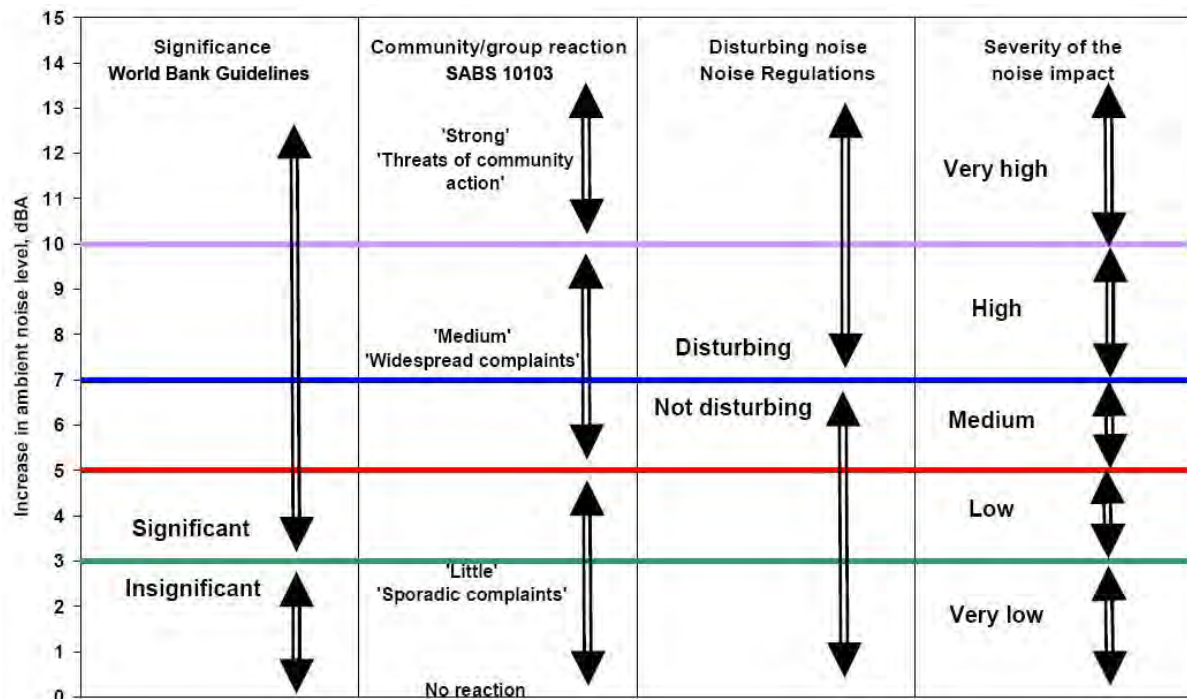 15
14
13
12
11
10
9
8
7
6
5
4
3
2
1
0
Increase in ambient noise level, dBA
Significance
World Bank Guidelines
Significant
Insignificant
Community/group reaction
SABS 10103
'Strong'
'Threats of community
action'
'Medium'
'Widespread complaints'
'Little'
'Sporadic complaints'
No reaction
Disturbing noise
Noise Regulations
Disturbing
Not disturbing
Severity of the
noise impact
Very high
High
Medium
Low
Very low